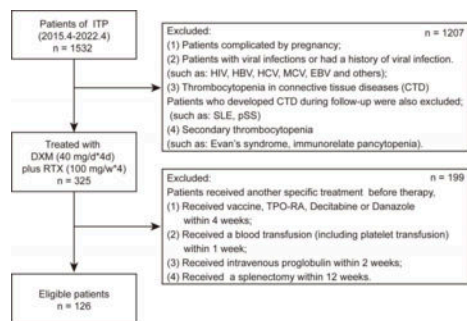 Patients of ITP
(2015.4-2022.4)
n = 1532
Excluded:
n = 1207
(1) Patients complicated by pregnancy;
(2) Patients with viral infections or had a history of viral infection.
(such as: HIV, HBV, HCV, MCV, EBV and others);
(3) Thrombocytopenia in connective tissue diseases (CTD)
Patients who developed CTD during follow-up were also excluded;
(such as: SLE, pSS)
(4) Secondary thrombocytopenia
(such as: Evan's syndrome, immunorelate pancytopenia).
Treated with
DXM (40 mg/d*4d)
plus RTX (100 mg/w*4)
n = 325
Excluded:
n = 199
Patients received another specific treatment before therapy,
(1) Received vaccine, TPO-RA, Decitabine or Danazole
within 4 weeks;
(2) Received a blood transfusion (including platelet transfusion)
within 1 week;
(3) Received intravenous proglobulin within 2 weeks;
(4) Received a splenectomy within 12 weeks.
Eligible patients
n = 126